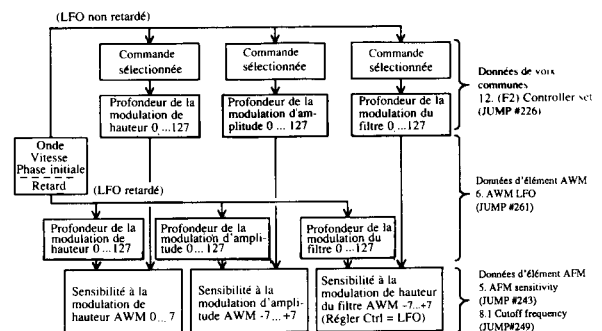 (LFO non retardé)
Commande
sélectionnée
Commande
sélectionnée
Commande
sélectionnée
Profondeur de la
modulation de
hauteur 0 ...127
Profondeur de la
modulation d'am-
plitude 0 ... 127
Profondeur de la
modulation du
filtre 0 ...127
Données de voix
communes
12. (F2) Controller set
(JUMP #226)
Onde
Vitesse
Phase initiale
Retard
(LFO retardé)
Profondeur de la
modulation de
hauteur 0 ... 127
Profondeur de la
modulation d'ampli-
tude 0 ... 127
Profondeur de la
modulation du
filtre 0 ... 127
Données d'élément AWM
6. AWM LFO
(JUMP #261)
Sensibilité à la
modulation de
hauteur AWM 0 ... 7
Sensibilité à la
modulation d'am-
plitude AWM -7 ...+7
Sensibilité à la
modulation de hauteur
du filtre AWM -7...+7
(Régler Ctrl = LFO)
Données d'élément AFM
5. AFM sensitivity
(JUMP #243)
8.1 Cutoff frequency
(JUMP#249)